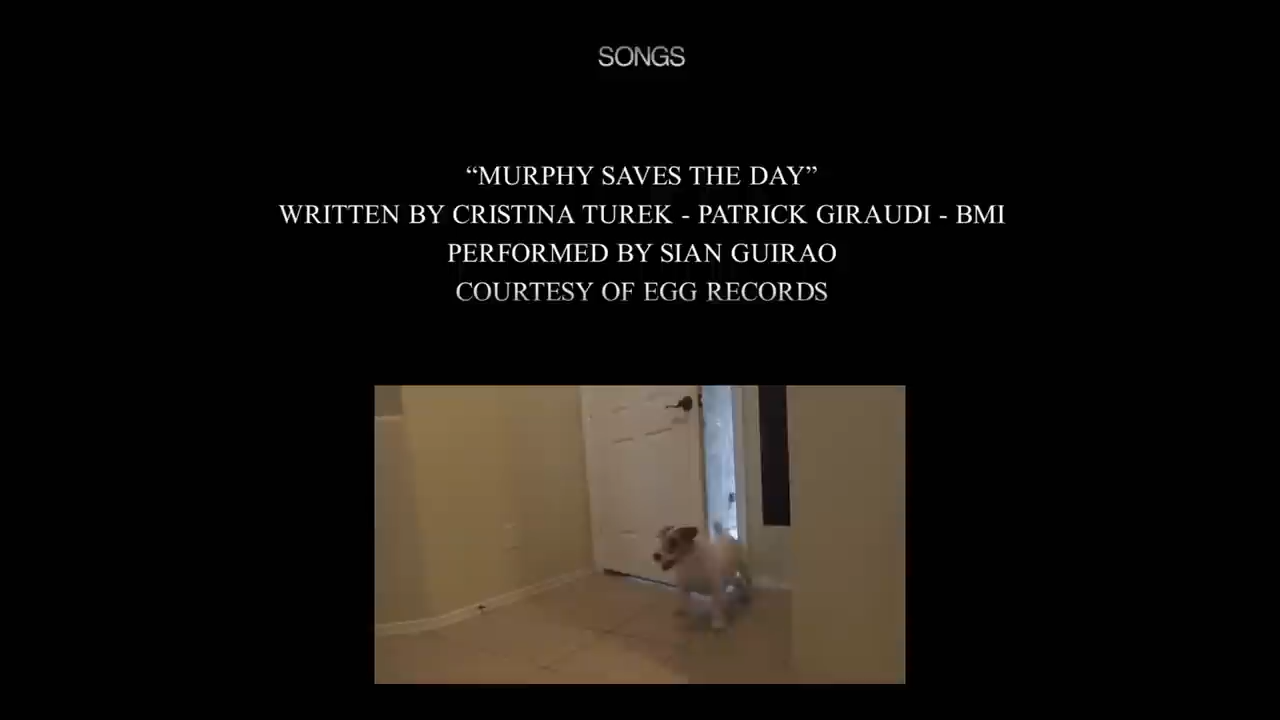 SONGS
“MURPHY SAVES THE DAY”
WRITTEN BY CRISTINA TUREK - PATRICK GIRAUDI - BMI
PERFORMED BY SIAN GUIRAO
COURTESY OF EGG RECORDS